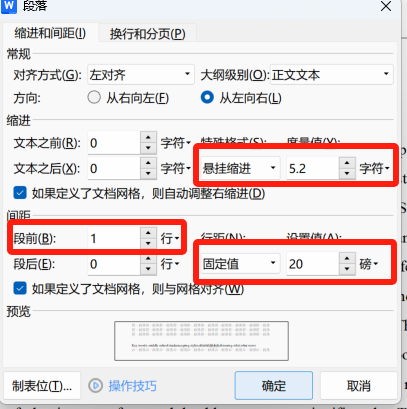 W 段落
缩进和间距(I) 换行和分页(P)
常规
对齐方式(G): 左对齐 大纲级别(O): 正文文本
方向: 从右向左(F) 从左向右(L)
缩进
文本之前(R): 0 字符 特殊格式(S): 度量值(Y):
文本之后(X): 0 字符 悬挂缩进 5.2 字符
如果定义了文档网格，则自动调整右缩进(D)
间距
段前(B): 1 行 行距(N): 设置值(A):
段后(E): 0 行 固定值 20 磅
如果定义了文档网格，则与网格对齐(W)
预览
制表位(T)... 操作技巧 确定 取消